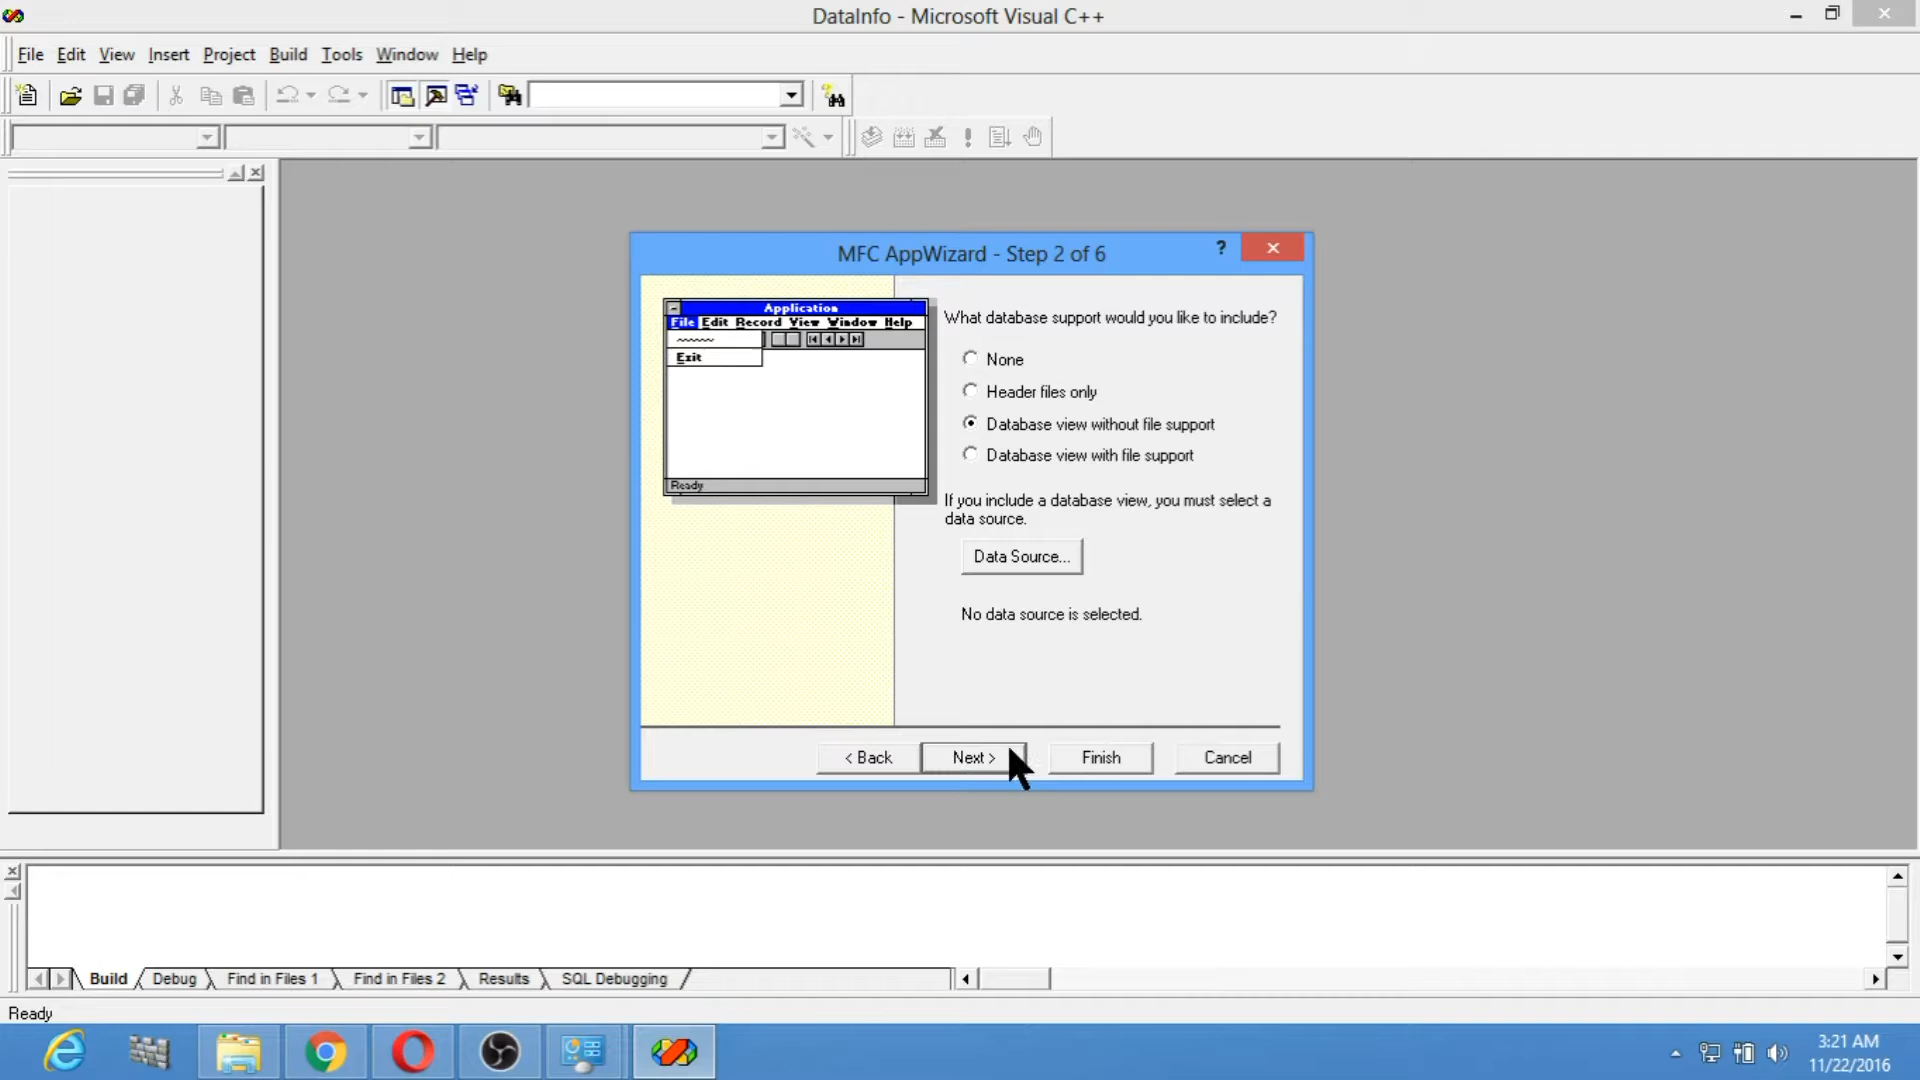 DataInfo - Microsoft Visual C++
File Edit View Insert Project Build Tools Window Help
MFC AppWizard - Step 2 of 6
?
Application
File Edit Record View Window Help
Exit
Ready
What database support would you like to include?
None
Header files only
Database view without file support
Database view with file support
If you include a database view, you must select a
data source.
Data Source...
No data source is selected.
< Back
Next >
Finish
Cancel
Build Debug Find in Files 1 Find in Files 2 Results SQL Debugging
Ready
3:21 AM
11/22/2016